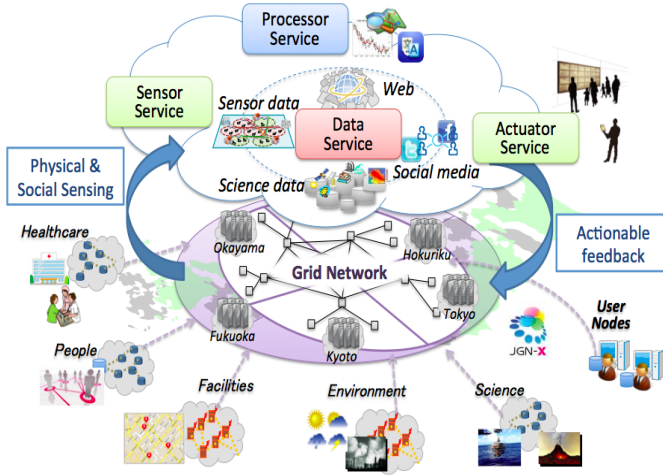 Processor
Service
Sensor
Service
Sensor data
Web
Data
Service
Actuator
Service
Science data
Social media
Physical &
Social Sensing
Actionable
feedback
Healthcare
Okayama
Hokuriku
Grid Network
Fukuoka
Tokyo
Kyoto
User
Nodes
JGN-X
People
Facilities
Environment
Science